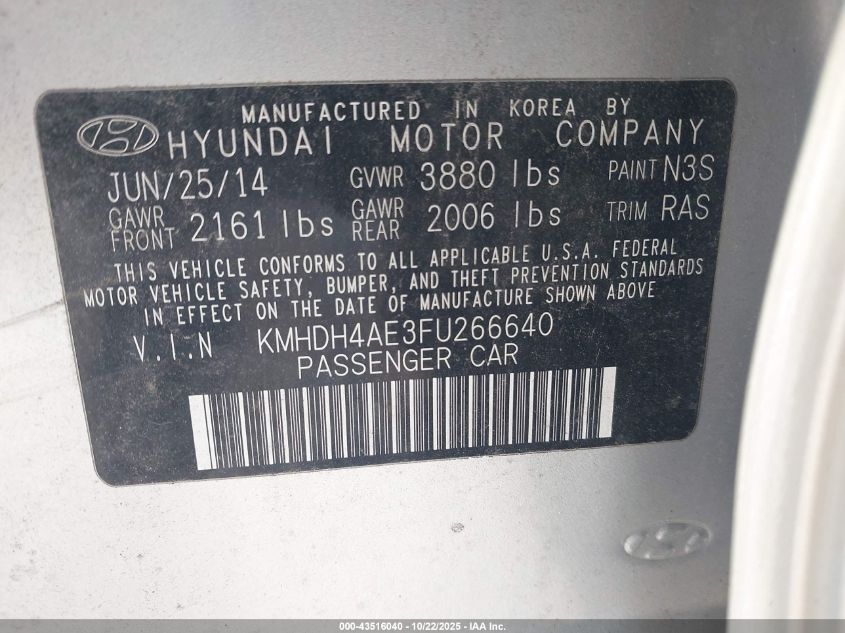 MANUFACTURED IN KOREA BY
HYUNDAI MOTOR COMPANY
JUN/25/14 GVWR 3880 lbs PAINT N3S
GAWR FRONT 2161 lbs GAWR REAR 2006 lbs TRIM RAS
THIS VEHICLE CONFORMS TO ALL APPLICABLE U.S.A. FEDERAL
MOTOR VEHICLE SAFETY, BUMPER, AND THEFT PREVENTION STANDARDS
IN EFFECT ON THE DATE OF MANUFACTURE SHOWN ABOVE
V.I.N KMHDH4AE3FU266640
PASSENGER CAR
000-43516040 - 10/22/2025 - IAA Inc.